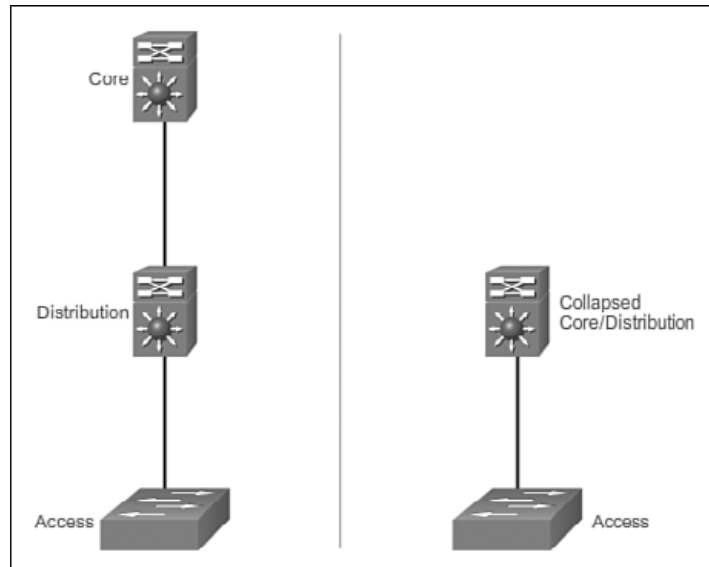 Core
Distribution
Access
Collapsed
Core/Distribution
Access